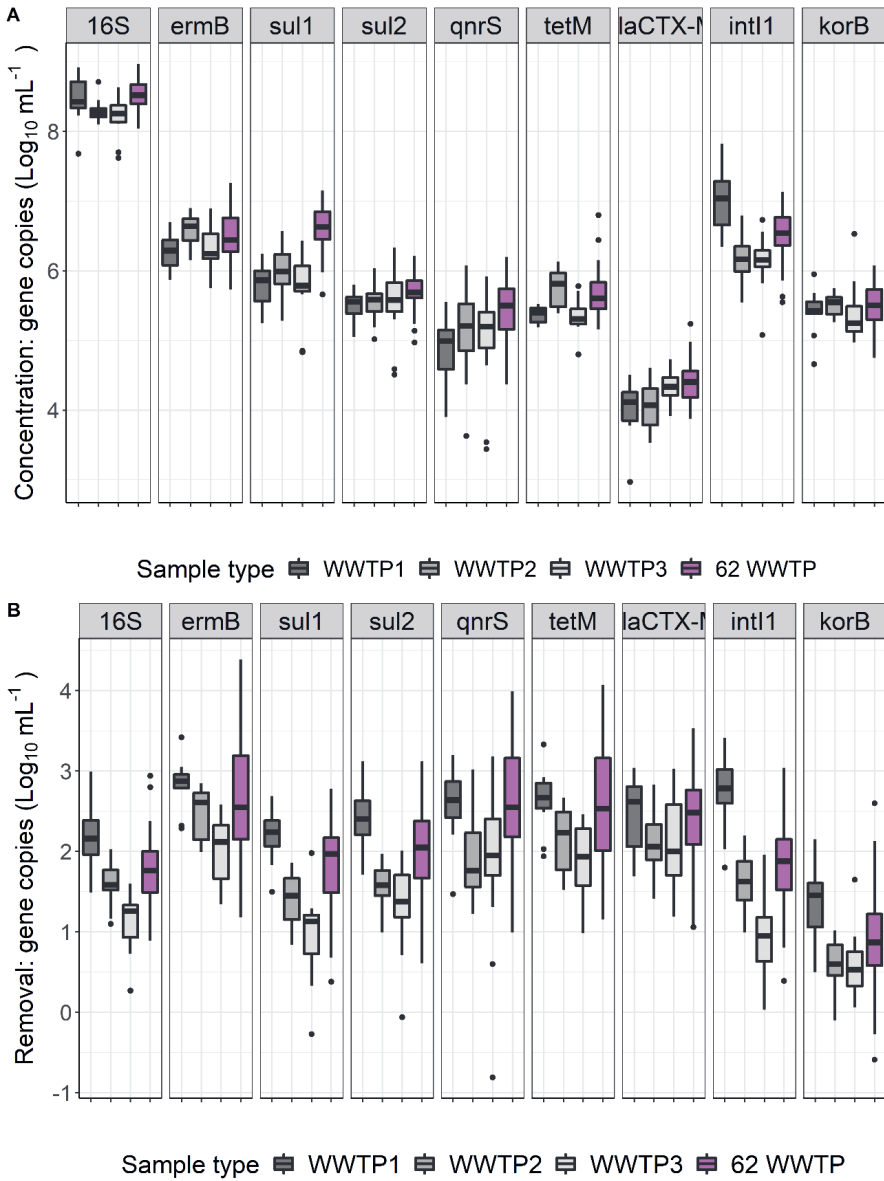 A
16S ermB sul1 sul2 qnrS tetM laCTX-M intI1 korB
Concentration: gene copies (Log10 mL-1)
8
6
4
Sample type WWTP1 WWTP2 WWTP3 62 WWTP
B
16S ermB sul1 sul2 qnrS tetM laCTX-M intI1 korB
Removal: gene copies (Log10 mL-1)
4
3
2
1
0
-1
Sample type WWTP1 WWTP2 WWTP3 62 WWTP